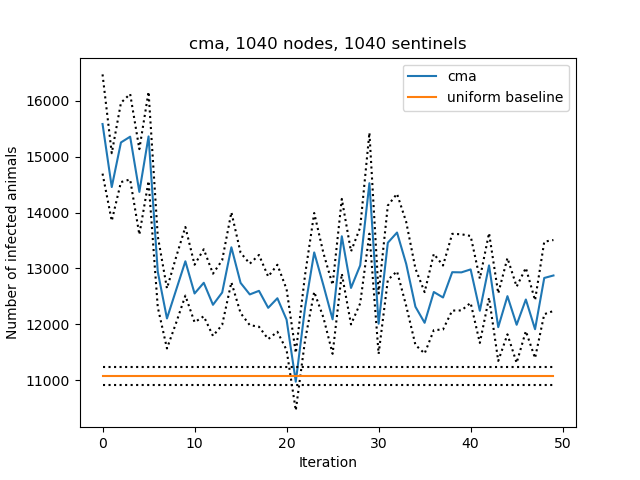 cma, 1040 nodes, 1040 sentinels
cma
uniform baseline
Number of infected animals
16000
15000
14000
13000
12000
11000
0 10 20 30 40 50
Iteration